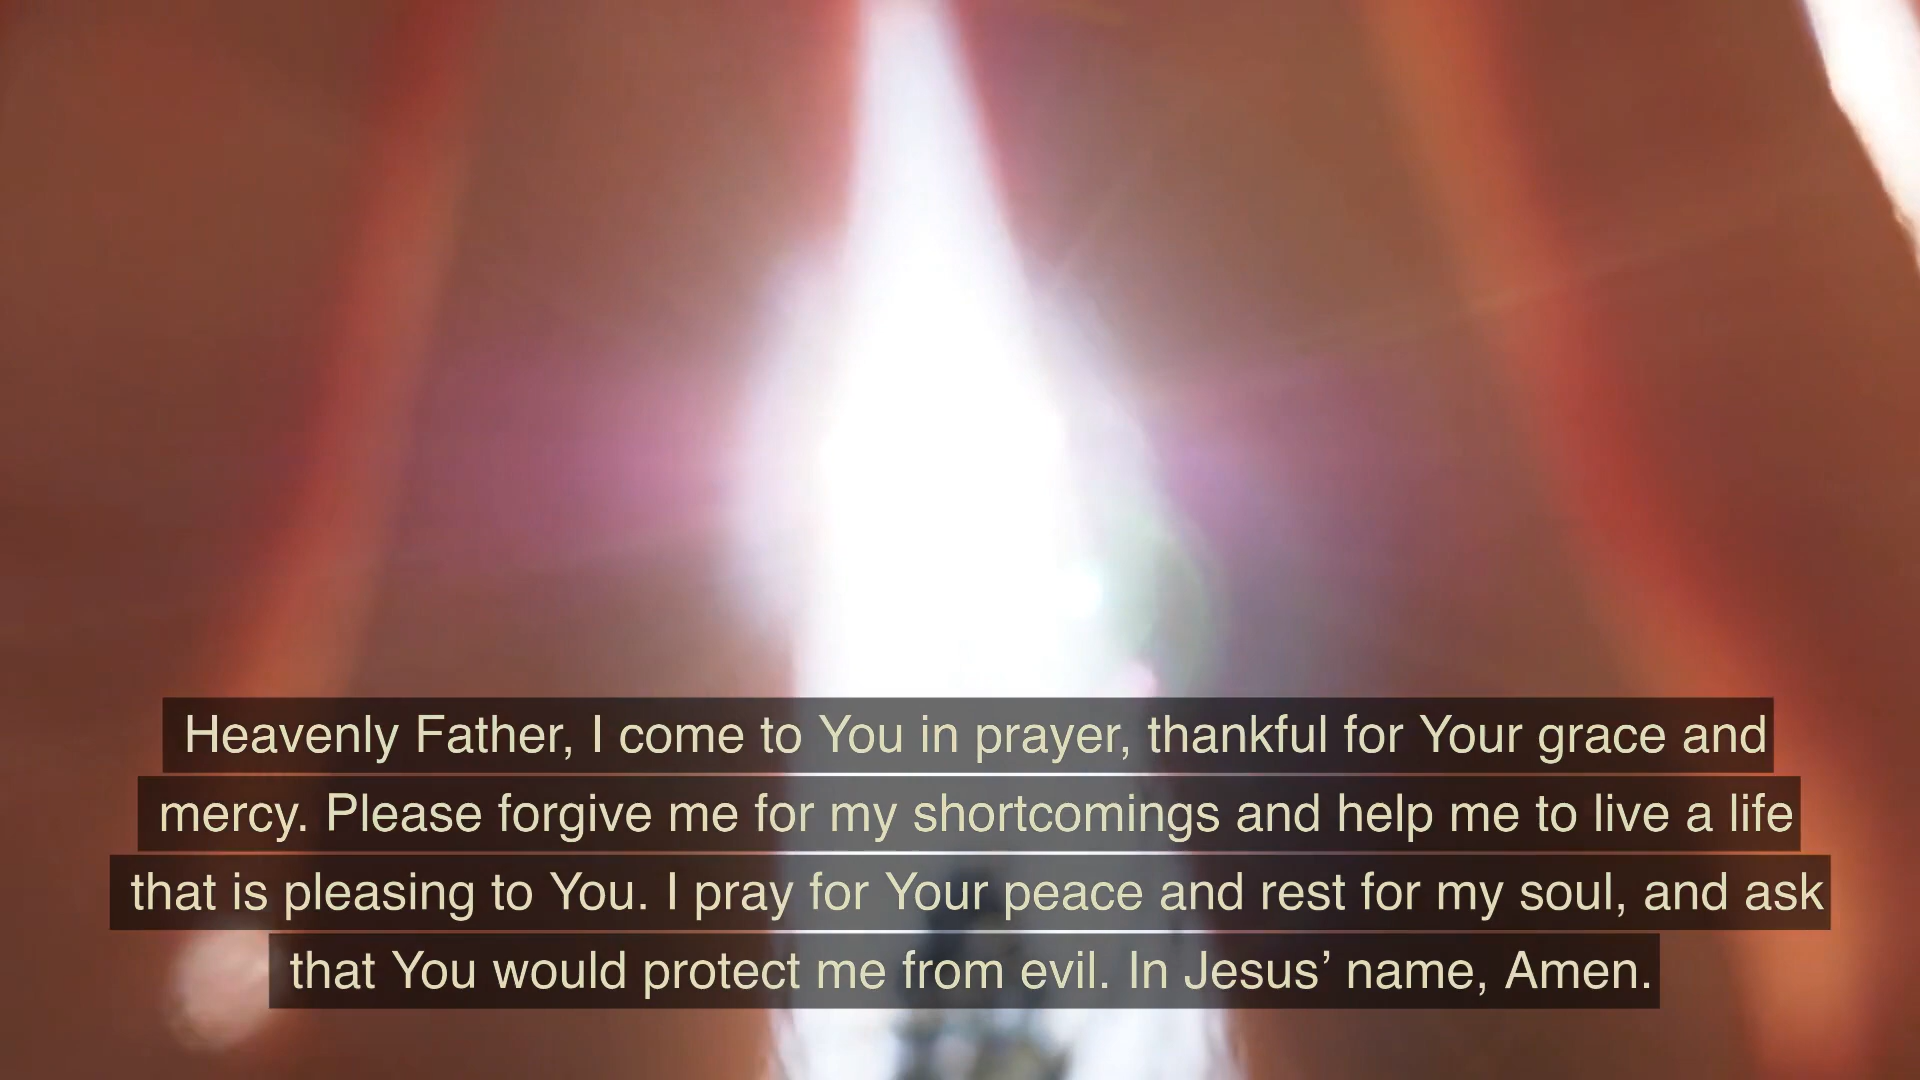 Heavenly Father, I come to You in prayer, thankful for Your grace and
mercy. Please forgive me for my shortcomings and help me to live a life
that is pleasing to You. I pray for Your peace and rest for my soul, and ask
that You would protect me from evil. In Jesus’ name, Amen.